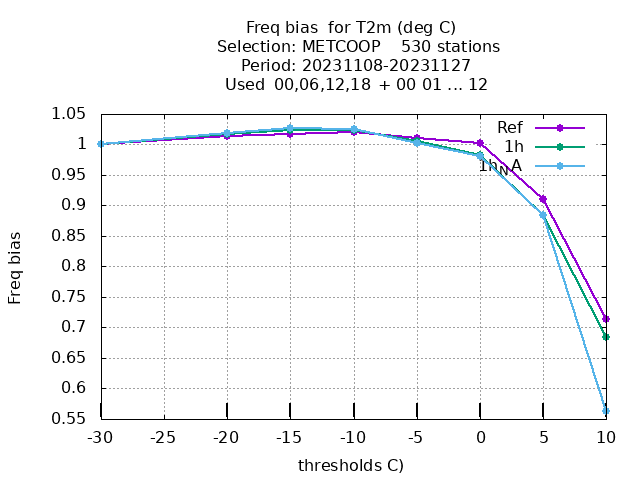 Freq bias  for T2m (deg C)
Selection: METCOOP    530 stations
Period: 20231108-20231127
Used  00,06,12,18  + 00 01 ... 12
1.05
1
0.95
0.9
0.85
0.8
0.75
0.7
0.65
0.6
0.55
Freq bias
Ref
1h
1hNA
-30
-25
-20
-15
-10
-5
0
5
10
thresholds C)